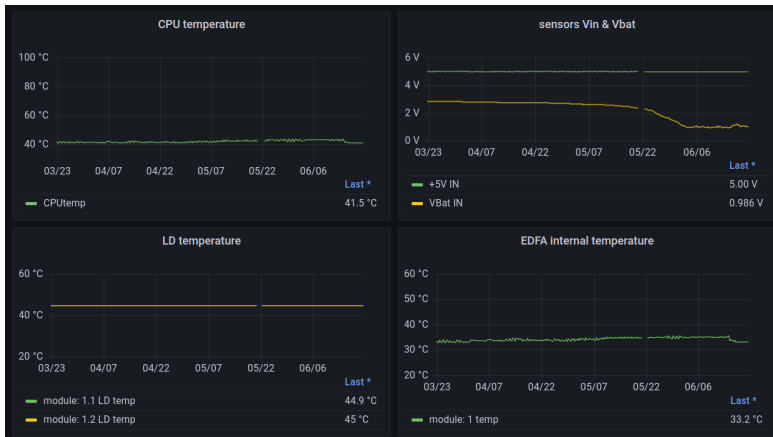 CPU temperature
100 °C
80 °C
60 °C
40 °C
03/23 04/07 04/22 05/07 05/22 06/06
Last *
CPUtemp 41.5 °C
sensors Vin & Vbat
6 V
4 V
2 V
0 V
03/23 04/07 04/22 05/07 05/22 06/06
Last *
+5V IN 5.00 V
VBat IN 0.986 V
LD temperature
60 °C
40 °C
20 °C
03/23 04/07 04/22 05/07 05/22 06/06
Last *
module: 1.1 LD temp 44.9 °C
module: 1.2 LD temp 45 °C
EDFA internal temperature
60 °C
50 °C
40 °C
30 °C
20 °C
03/23 04/07 04/22 05/07 05/22 06/06
Last *
module: 1 temp 33.2 °C